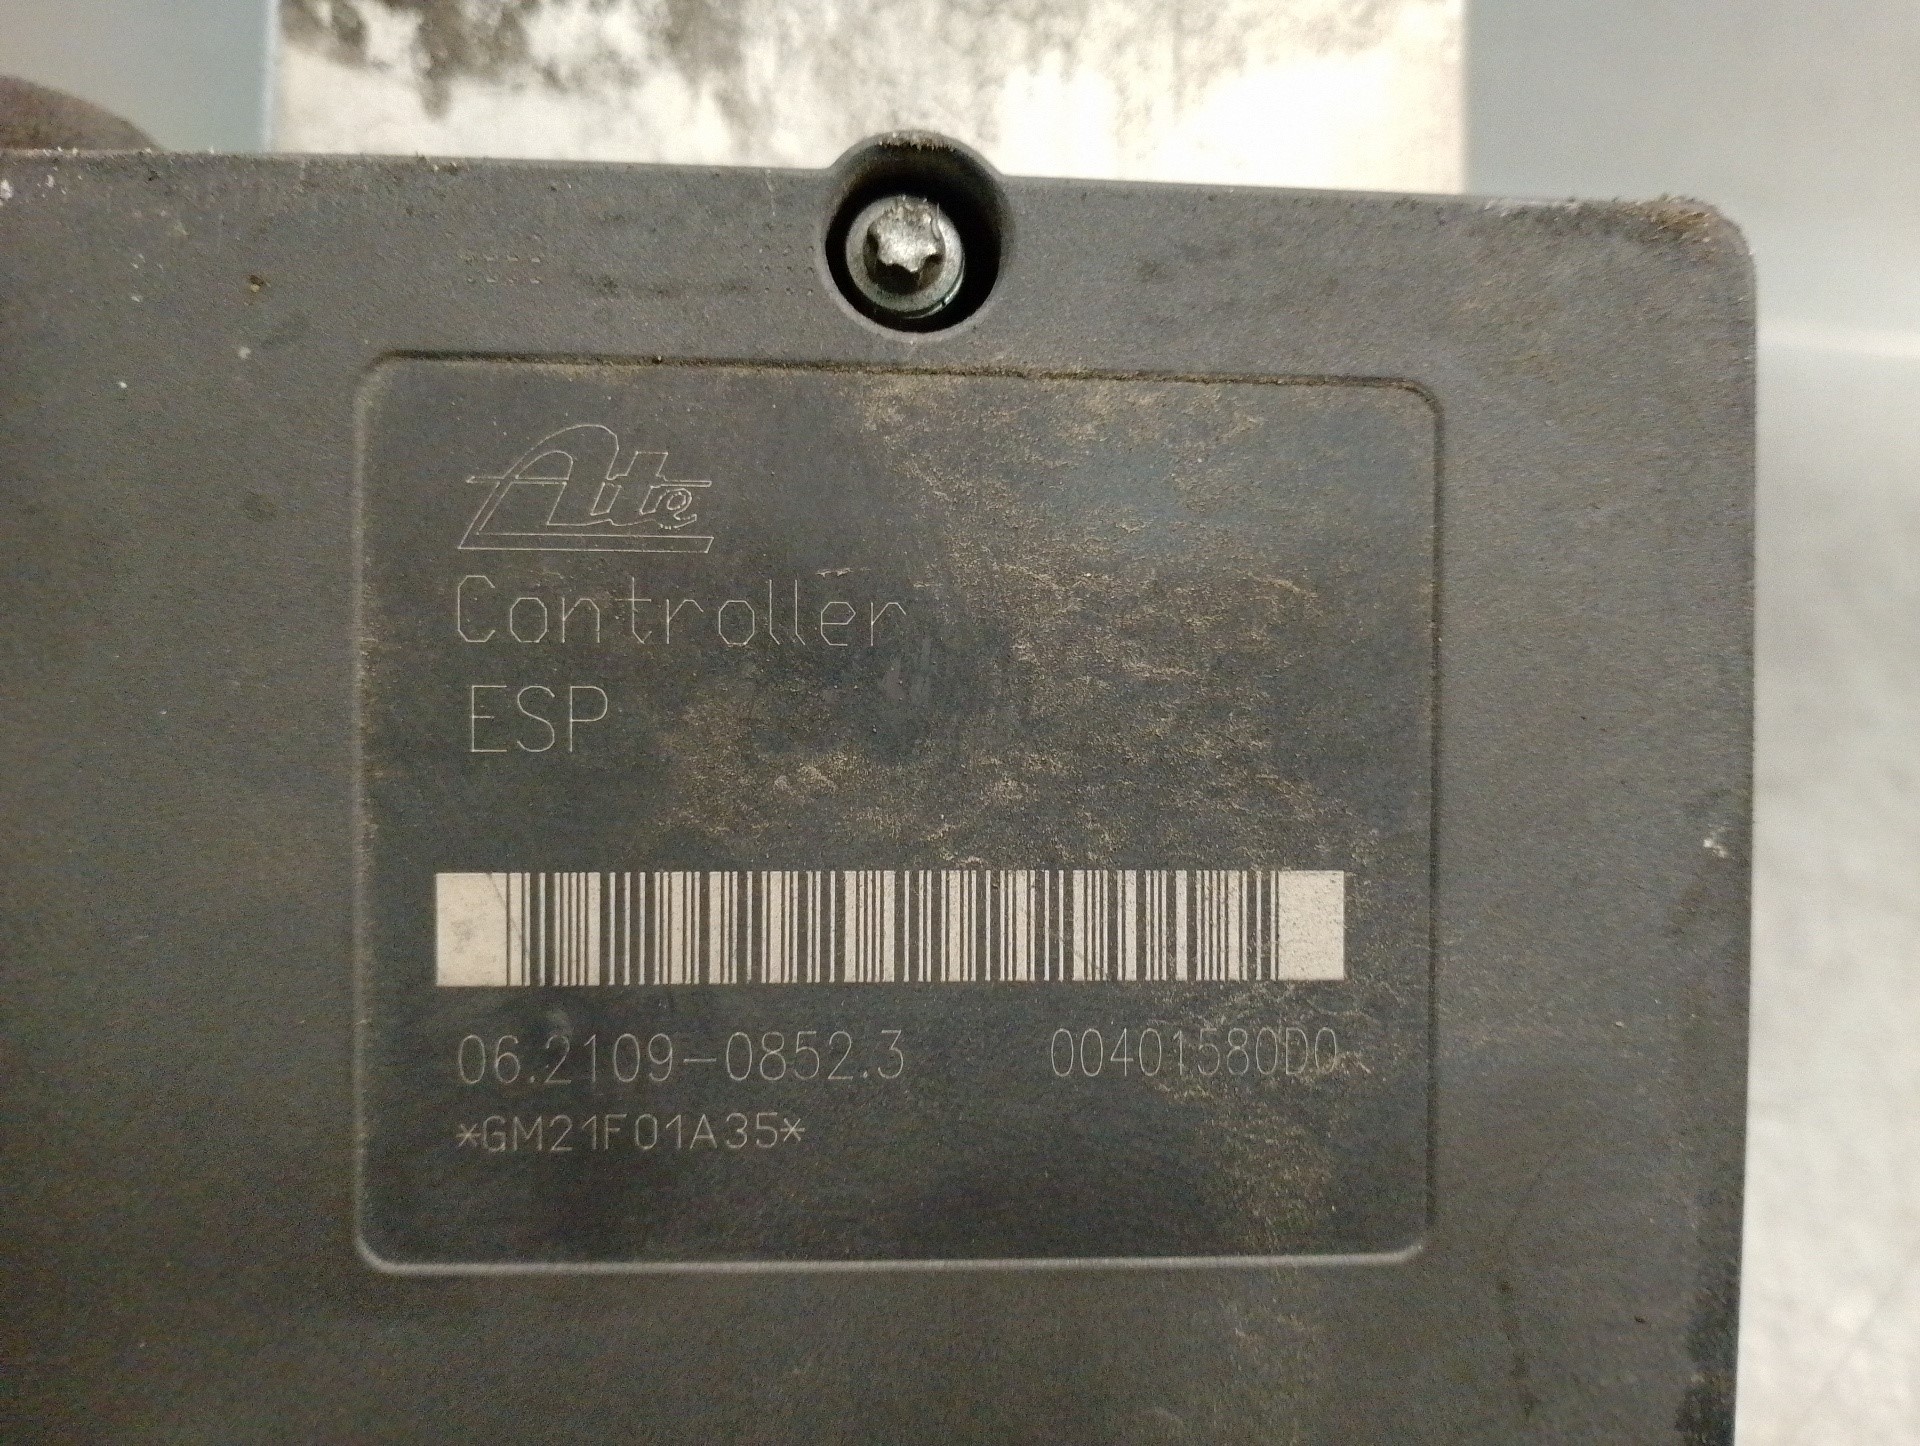 Ate
Controller
ESP
06.2109-0852.3 00401580D0
*GM21F01A35*